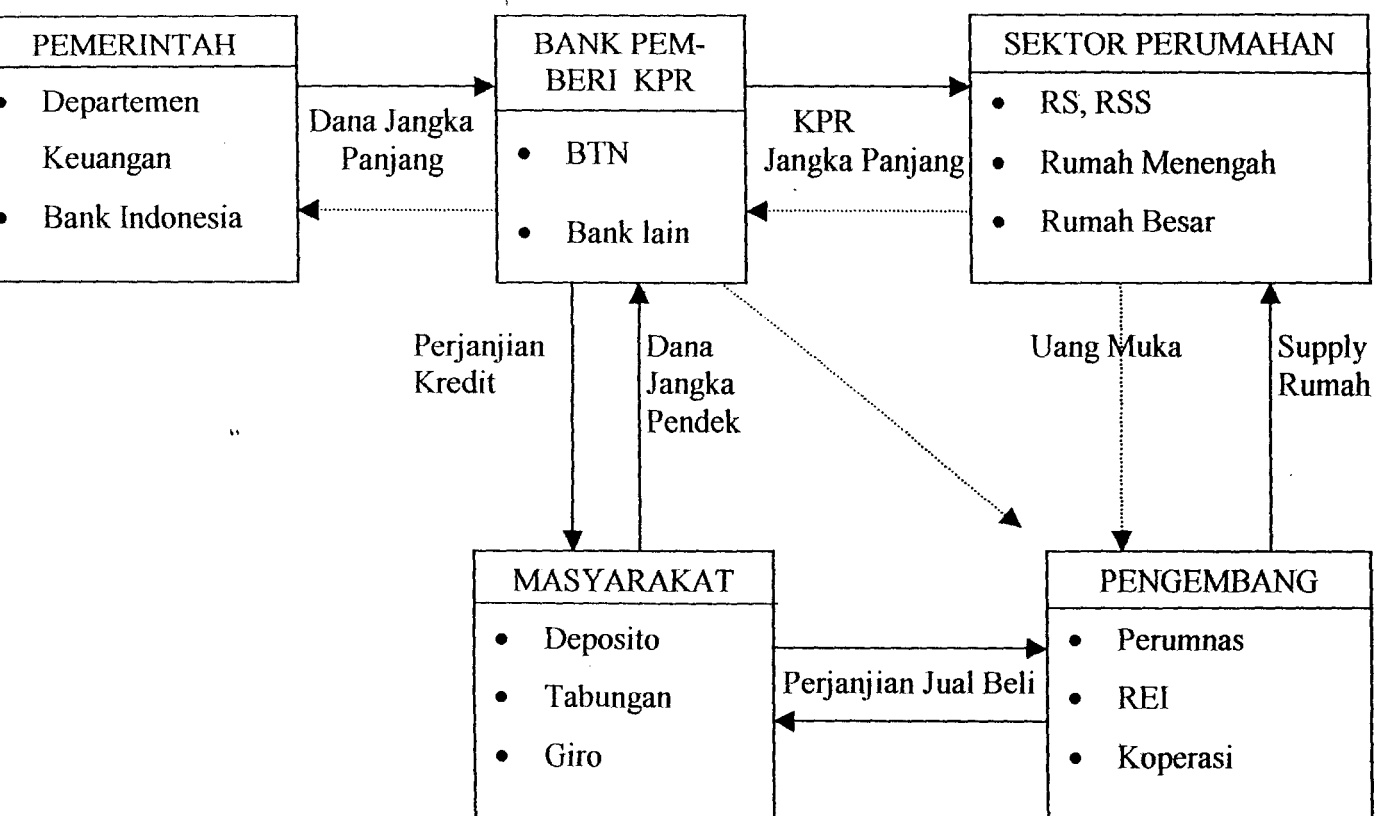 PEMERINTAH
• Departemen
Keuangan
• Bank Indonesia
Dana Jangka
Panjang
BANK PEM-
BERI KPR
• BTN
• Bank lain
KPR
Jangka Panjang
SEKTOR PERUMAHAN
• RS, RSS
• Rumah Menengah
• Rumah Besar
Perjanjian
Kredit
Dana
Jangka
Pendek
Uang Muka
Supply
Rumah
MASYARAKAT
• Deposito
• Tabungan
• Giro
Perjanjian Jual Beli
PENGEMBANG
• Perumnas
• REI
• Koperasi